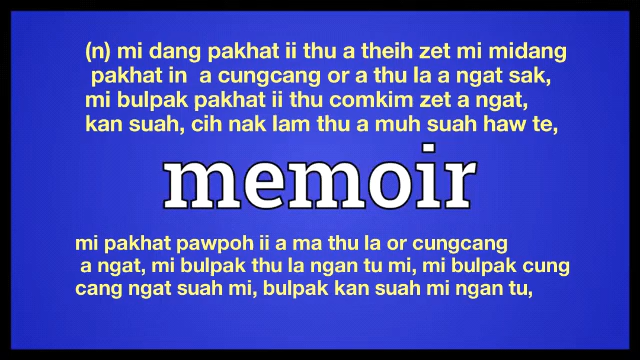 (n) mi dang pakhat ii thu a theih zet mi midang
pakhat in a cungcang or a thu la a ngat sak,
mi bulpak pakhat ii thu comkim zet a ngat,
kan suah, cih nak lam thu a muh suah haw te,
memoir
mi pakhat pawpoh ii a ma thu la or cungcang
a ngat, mi bulpak thu la ngan tu mi, mi bulpak cung
cang ngat suah mi, bulpak kan suah mi ngan tu,